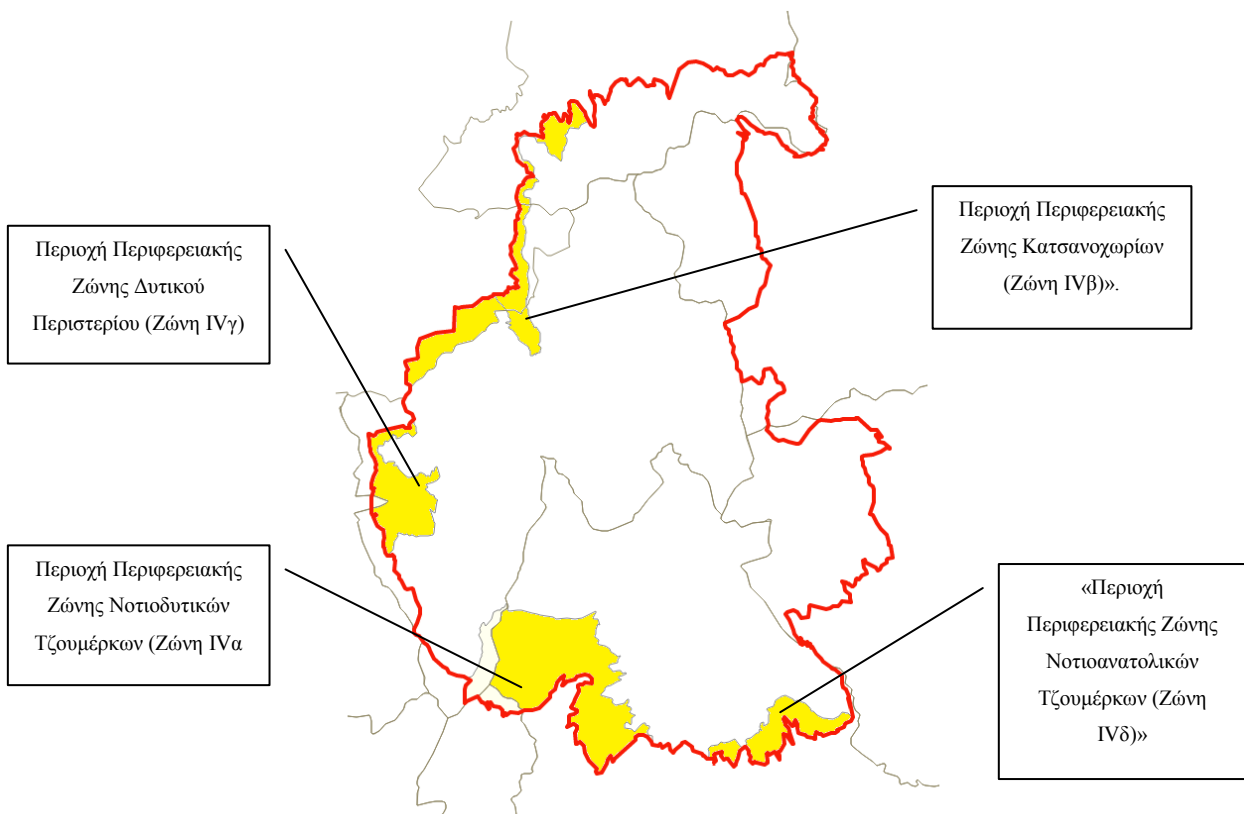 Περιοχή Περιφερειακής
Ζώνης Δυτικού
Περιστερίου (Ζώνη IVγ)
Περιοχή Περιφερειακής
Ζώνης Κατσανοχωρίων
(Ζώνη IVβ)».
Περιοχή Περιφερειακής
Ζώνης Νοτιοδυτικών
Τζουμέρκων (Ζώνη IVα
«Περιοχή
Περιφερειακής Ζώνης
Νοτιοανατολικών
Τζουμέρκων (Ζώνη
IVδ)»